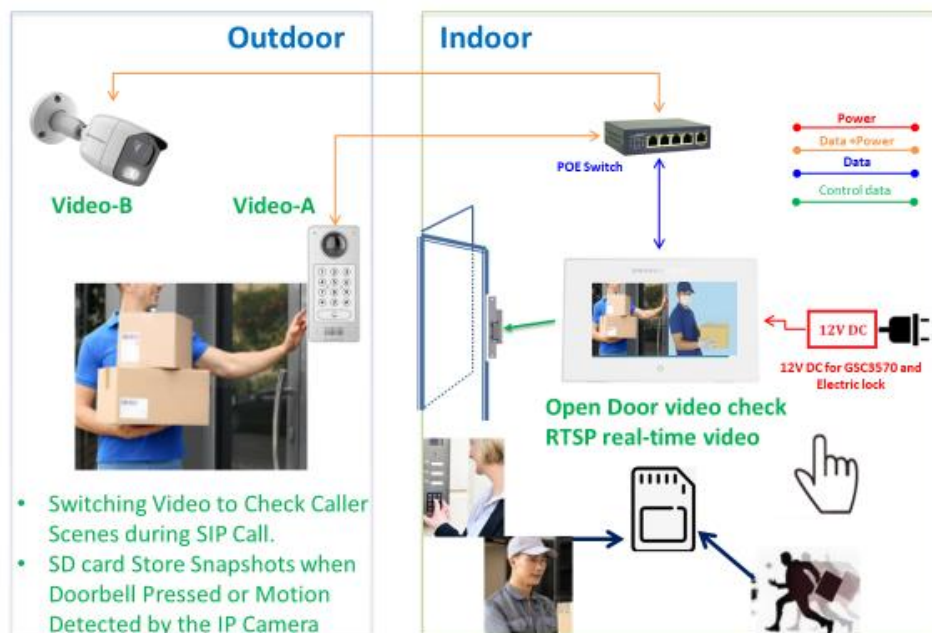 Outdoor
Indoor
Power
Data +Power
Data
Control data
POE Switch
Video-B
Video-A
12V DC
12V DC for GSC3570 and
Electric lock
Open Door video check
RTSP real-time video
• Switching Video to Check Caller
Scenes during SIP Call.
• SD card Store Snapshots when
Doorbell Pressed or Motion
Detected by the IP Camera